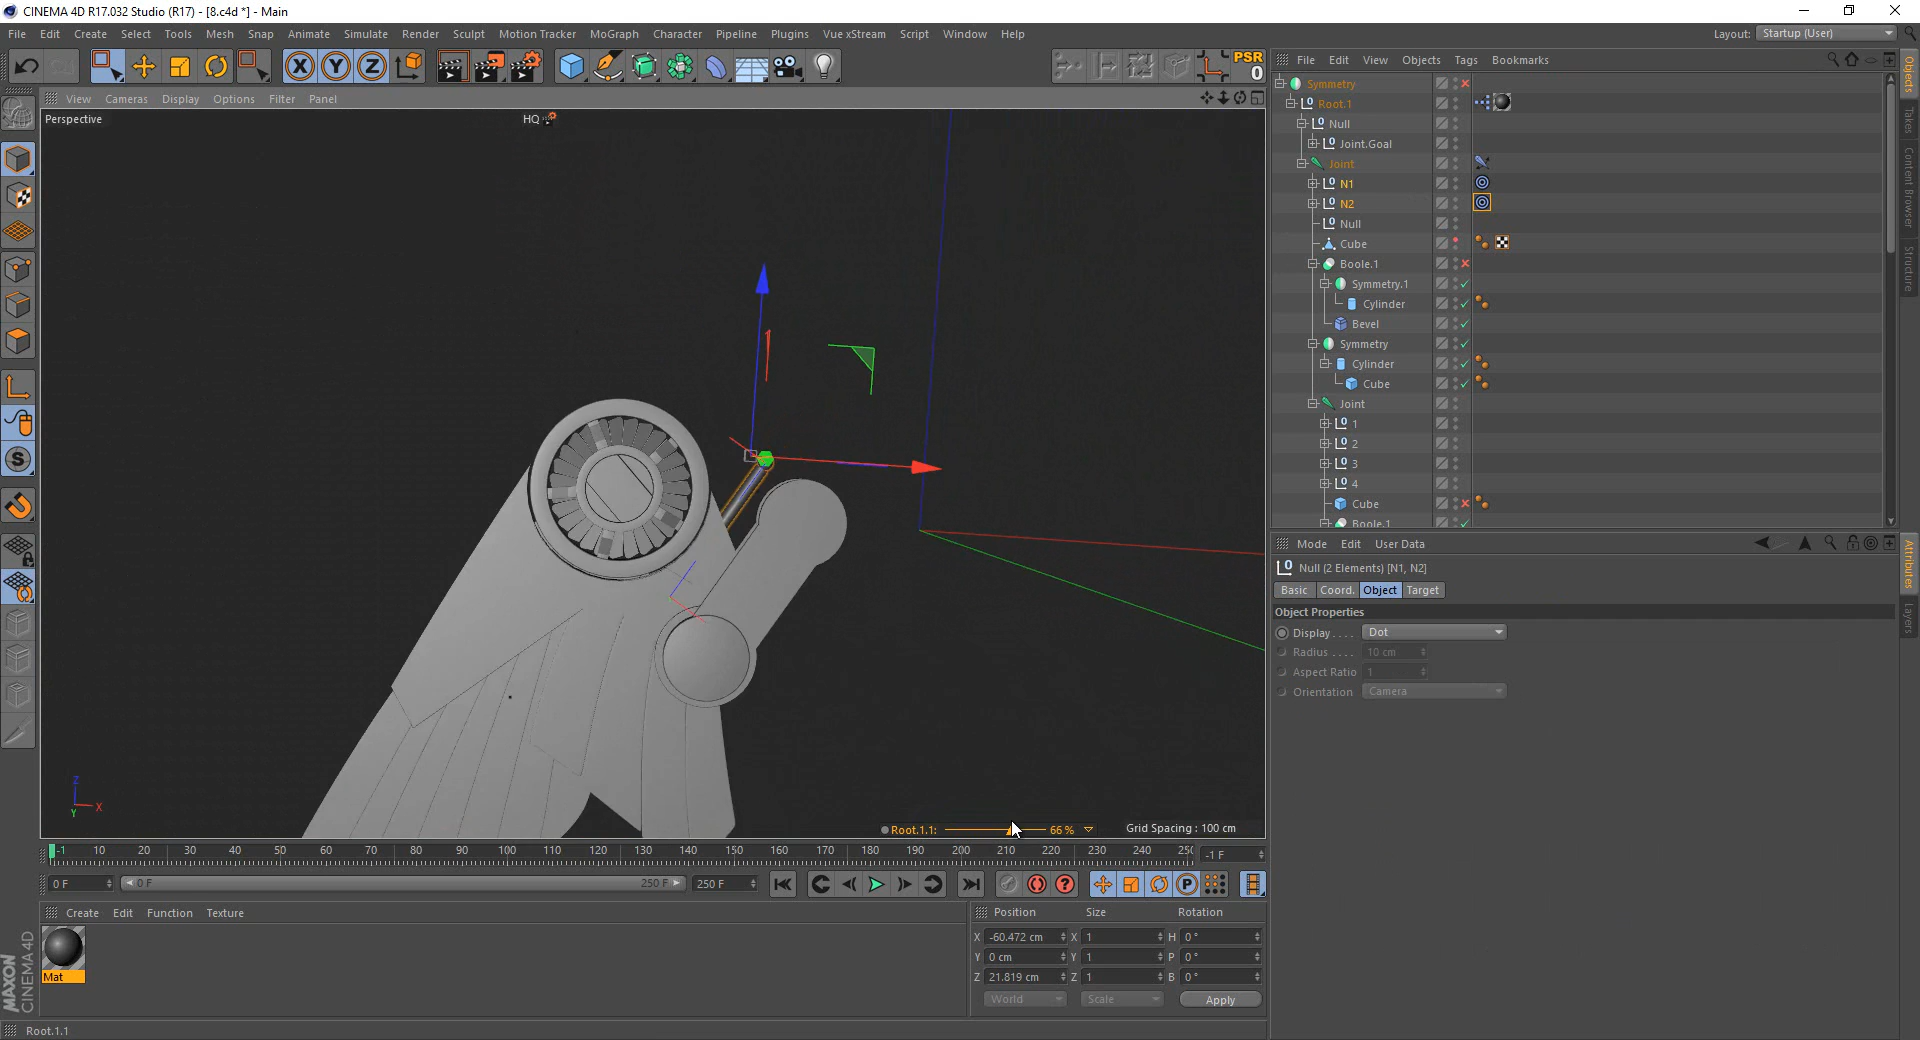 CINEMA 4D R17.032 Studio (R17) - [8.c4d *] - Main
File Edit Create Select Tools Mesh Snap Animate Simulate Render Sculpt Motion Tracker MoGraph Character Pipeline Plugins Vue xStream Script Window Help
Layout: Startup (User)
PSR
0
File Edit View Objects Tags Bookmarks
View Cameras Display Options Filter Panel
Perspective
HQ
Symmetry
Root.1
Null
Joint.Goal
Joint
N1
N2
Null
Cube
Boole.1
Symmetry.1
Cylinder
Bevel
Symmetry
Cylinder
Cube
Joint
1
2
3
4
Cube
Boole.1
Objects
Takes
Content Browser
Structure
Mode Edit User Data
Null (2 Elements) [N1, N2]
Basic Coord. Object Target
Object Properties
Display . . . . Dot
Radius . . . . 10 cm
Aspect Ratio 1
Orientation Camera
Attributes
Layers
Z
X
Y
Root.1.1: 66 %
Grid Spacing : 100 cm
-1 10 20 30 40 50 60 70 80 90 100 110 120 130 140 150 160 170 180 190 200 210 220 230 240 250
-1 F
0 F 0 F 250 F 250 F
Create Edit Function Texture
Mat
MAXON
CINEMA 4D
Position Size Rotation
X -60.472 cm X 1 H 0 °
Y 0 cm Y 1 P 0 °
Z 21.819 cm Z 1 B 0 °
World Scale Apply
Root.1.1